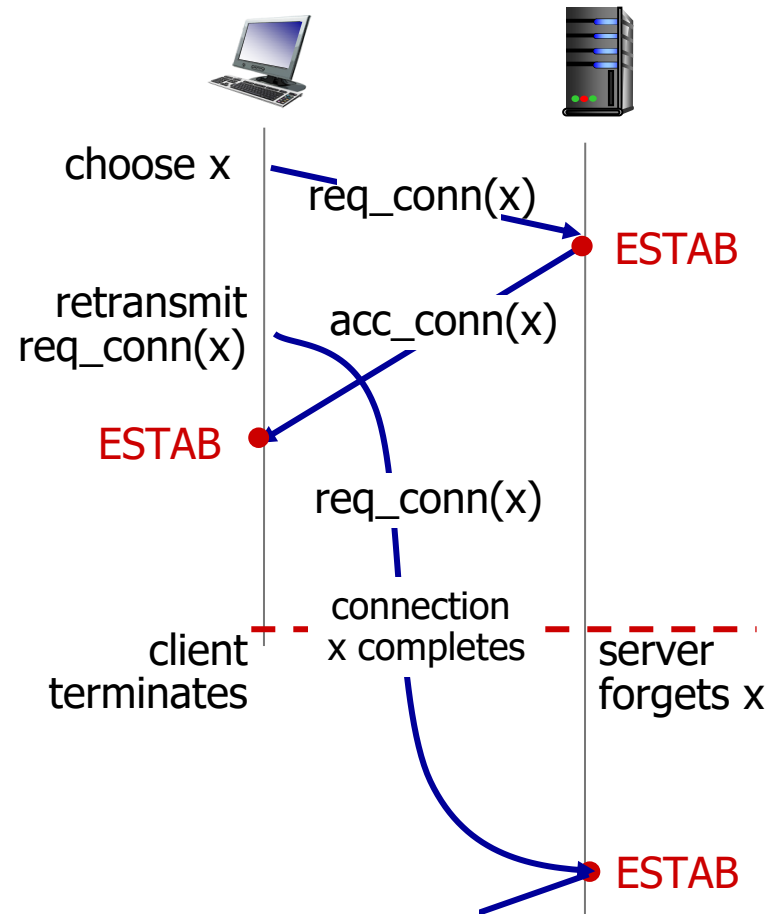 choose x
req_conn(x)
ESTAB
retransmit
req_conn(x)
acc_conn(x)
ESTAB
req_conn(x)
connection
x completes
client
terminates
server
forgets x
ESTAB